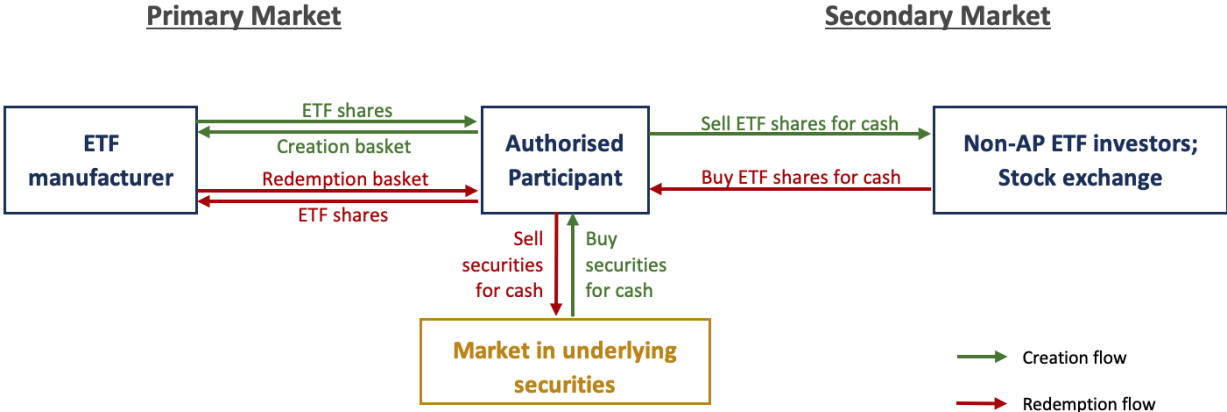 Primary Market
Secondary Market
ETF
manufacturer
ETF shares
Creation basket
Redemption basket
ETF shares
Authorised
Participant
Sell ETF shares for cash
Buy ETF shares for cash
Non-AP ETF investors;
Stock exchange
Sell
securities
for cash
Buy
securities
for cash
Market in underlying
securities
Creation flow
Redemption flow